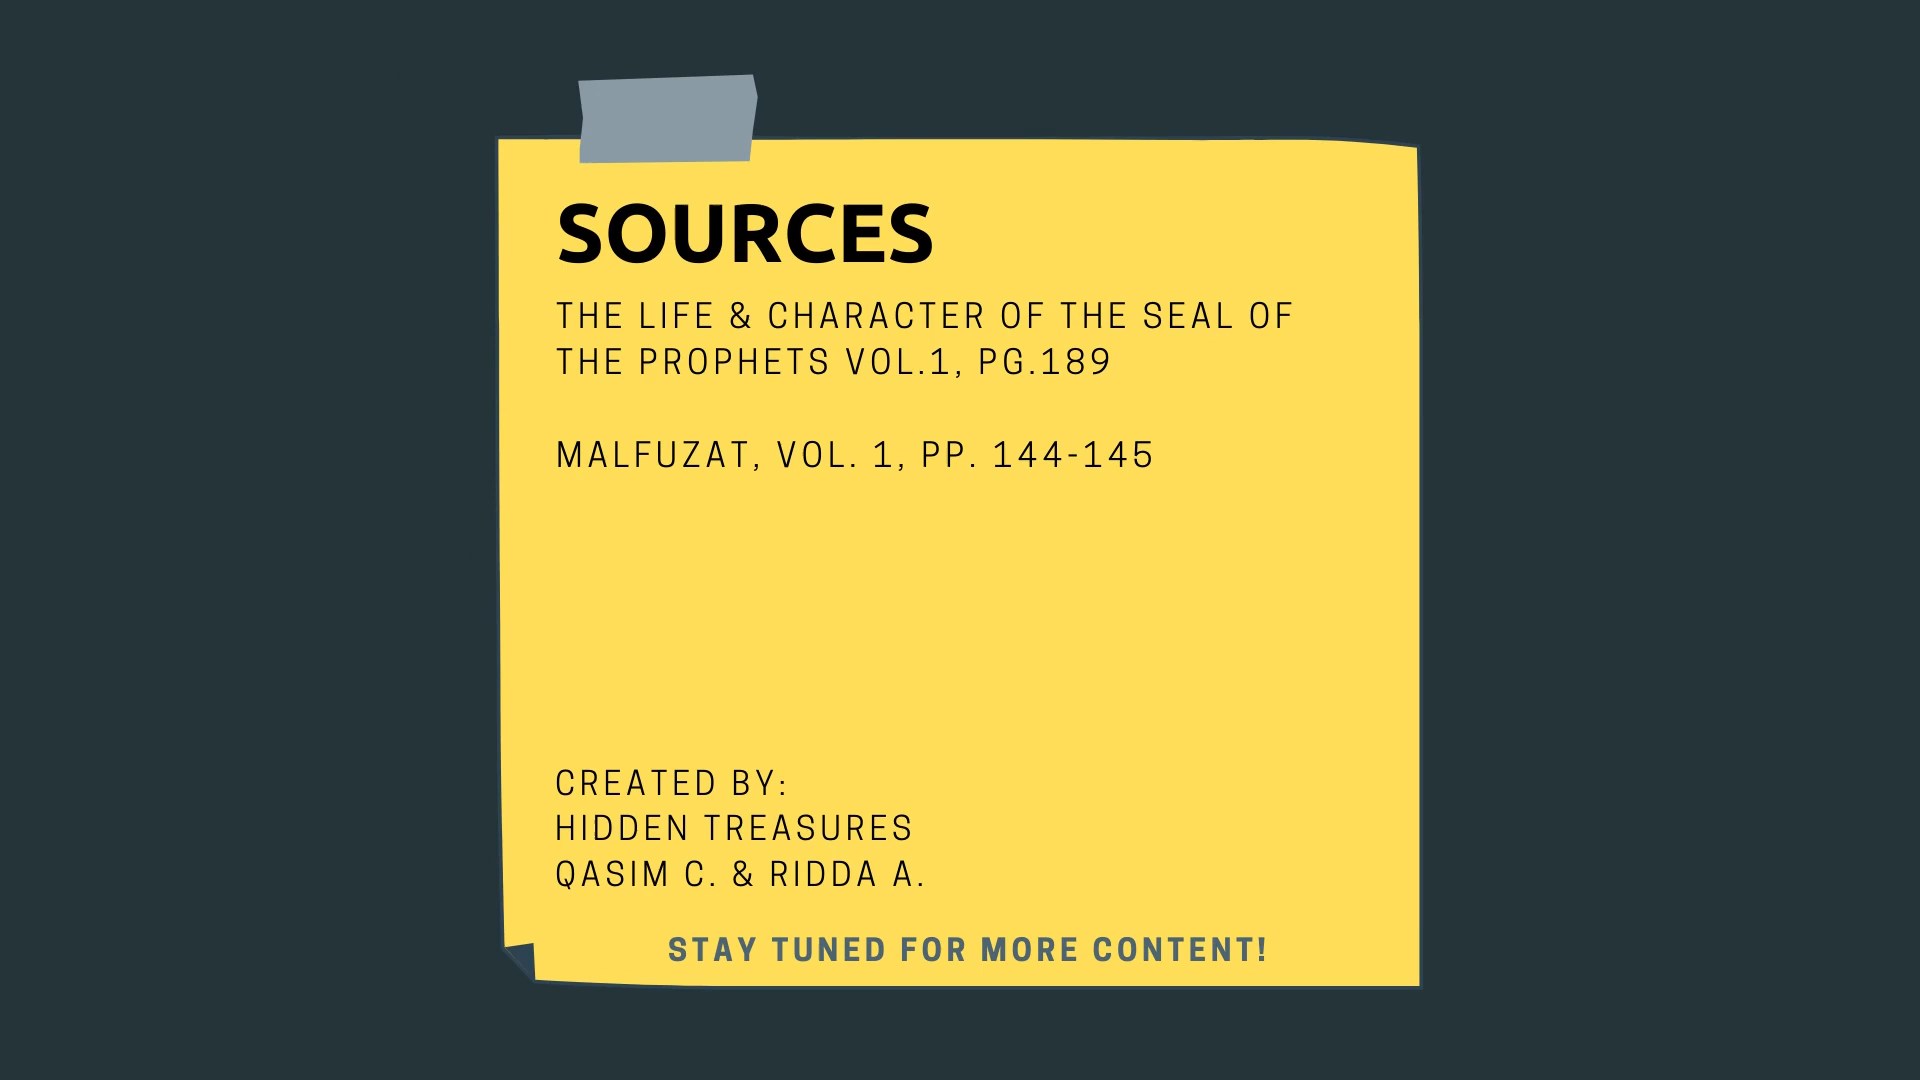 SOURCES
THE LIFE & CHARACTER OF THE SEAL OF
THE PROPHETS VOL.1, PG.189
MALFUZAT, VOL. 1, PP. 144-145
CREATED BY:
HIDDEN TREASURES
QASIM C. & RIDDA A.
STAY TUNED FOR MORE CONTENT!